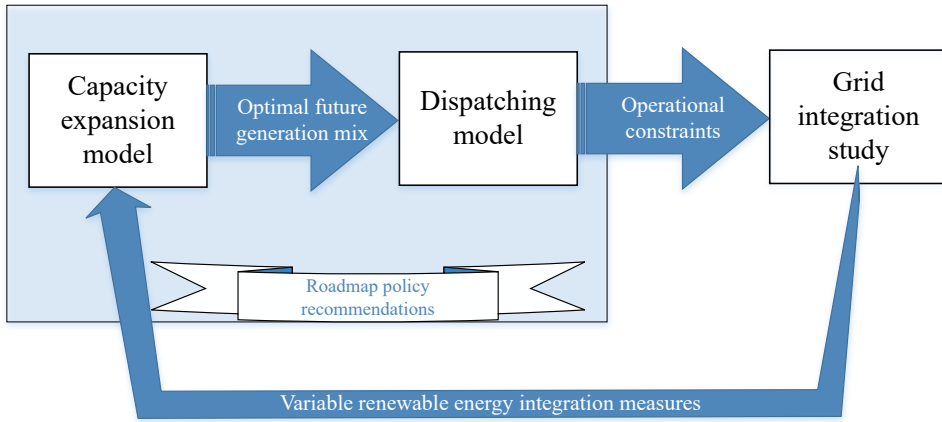 Capacity
expansion
model
Optimal future
generation mix
Dispatching
model
Operational
constraints
Grid
integration
study
Roadmap policy
recommendations
Variable renewable energy integration measures